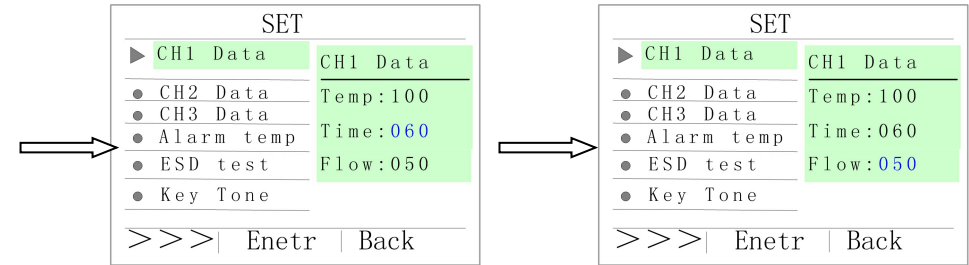 SET
CH1 Data
CH2 Data
CH3 Data
Alarm temp
ESD test
Key Tone
CH1 Data
Temp:100
Time:060
Flow:050
>>>| Enetr | Back
SET
CH1 Data
CH2 Data
CH3 Data
Alarm temp
ESD test
Key Tone
CH1 Data
Temp:100
Time:060
Flow:050
>>>| Enetr | Back